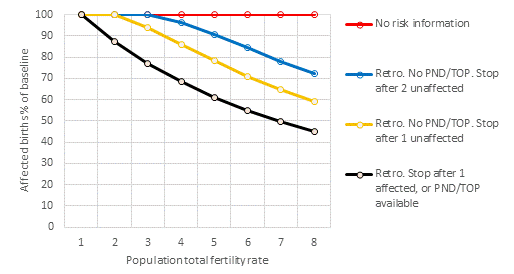 Affected births % of baseline
100
90
80
70
60
50
40
30
20
10
0
1 2 3 4 5 6 7 8
Population total fertility rate
No risk information
Retro. No PND/TOP. Stop
after 2 unaffected
Retro. No PND/TOP. Stop
after 1 unaffected
Retro. Stop after 1
affected, or PND/TOP
available